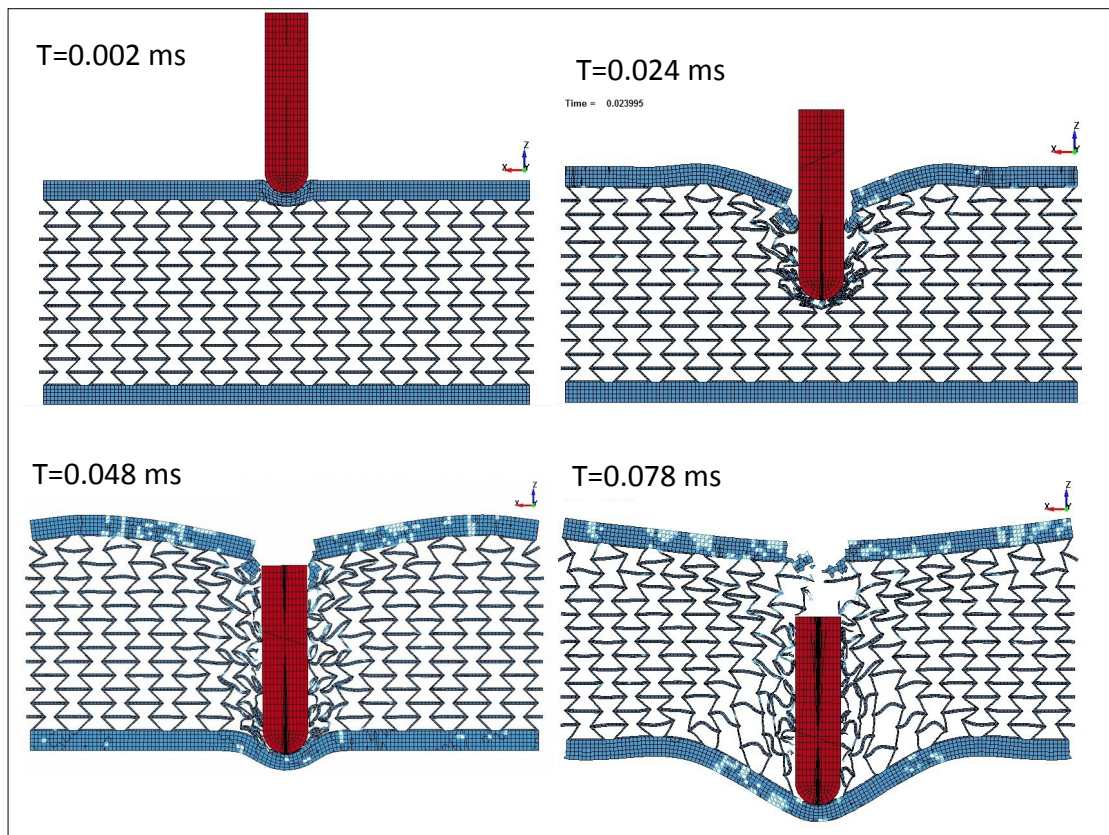 T=0.002 ms
Z
X Y
T=0.024 ms
Time = 0.023995
Z
X Y
T=0.048 ms
Z
X Y
T=0.078 ms
Z
X Y